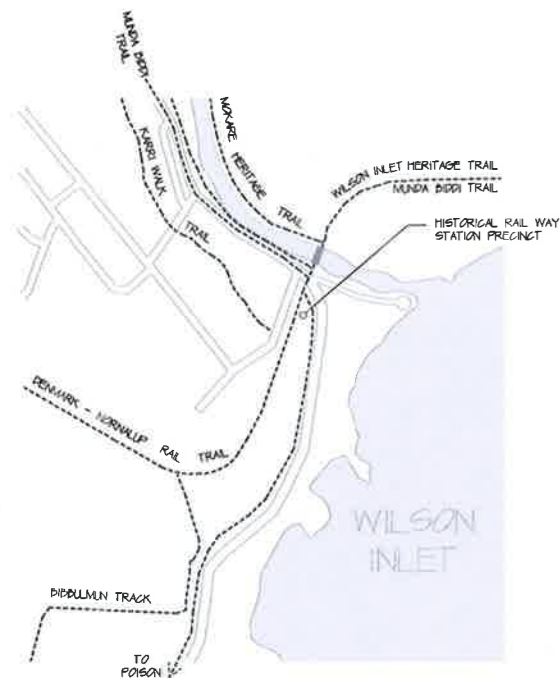 MUNDA BIDDI
TRAIL
KARRI WALK
TRAIL
MOKARE
HERITAGE
TRAIL
WILSON INLET HERITAGE TRAIL
MUNDA BIDDI TRAIL
HISTORICAL RAIL WAY
STATION PRECINCT
DENMARK - NORNALUP RAIL TRAIL
WILSON
INLET
BIBBULMUN TRACK
TO
POISON